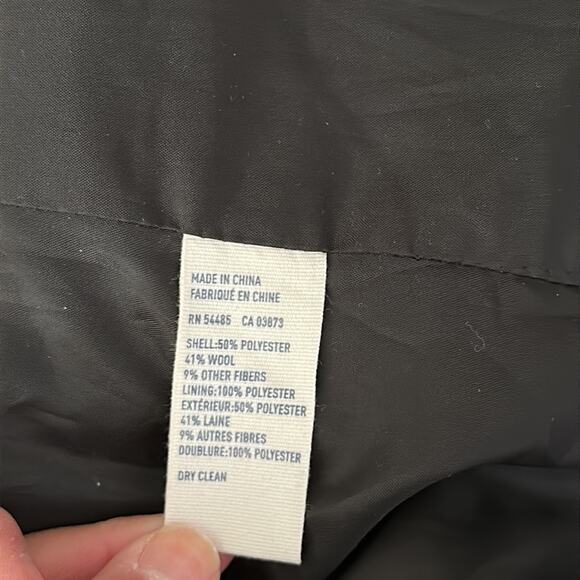 MADE IN CHINA
FABRIQUÉ EN CHINE
RN 54485 CA 03873
SHELL:50% POLYESTER
41% WOOL
9% OTHER FIBERS
LINING:100% POLYESTER
EXTÉRIEUR:50% POLYESTER
41% LAINE
9% AUTRES FIBRES
DOUBLURE:100% POLYESTER
DRY CLEAN